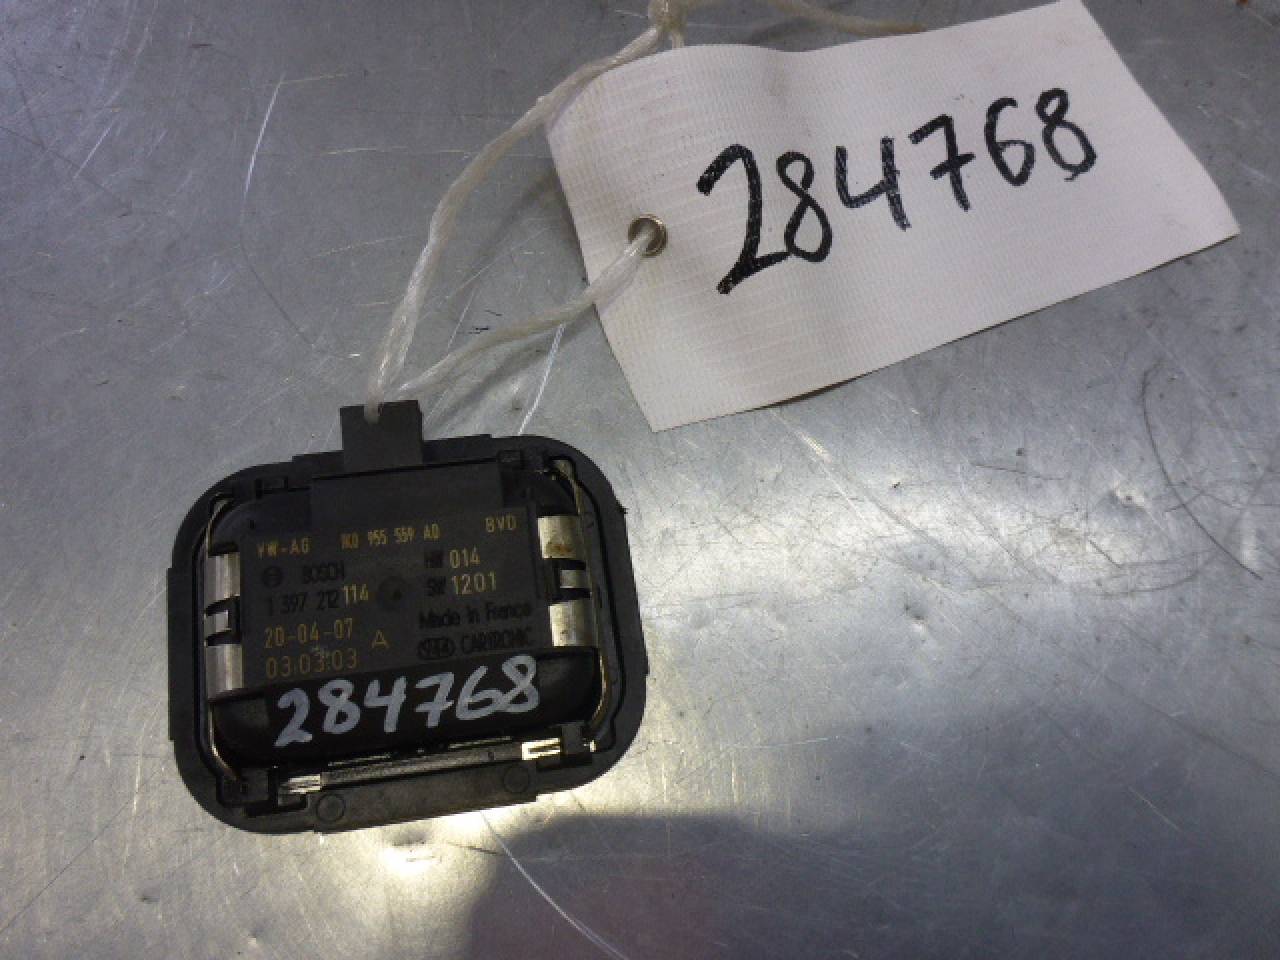 284768
VW-AG 1K0 955 559 AD BVD
BOSCH HW 014
1 397 212 114 SW 1201
Made in France
20-04-07 A CARTRONIC
03:03:03
284768